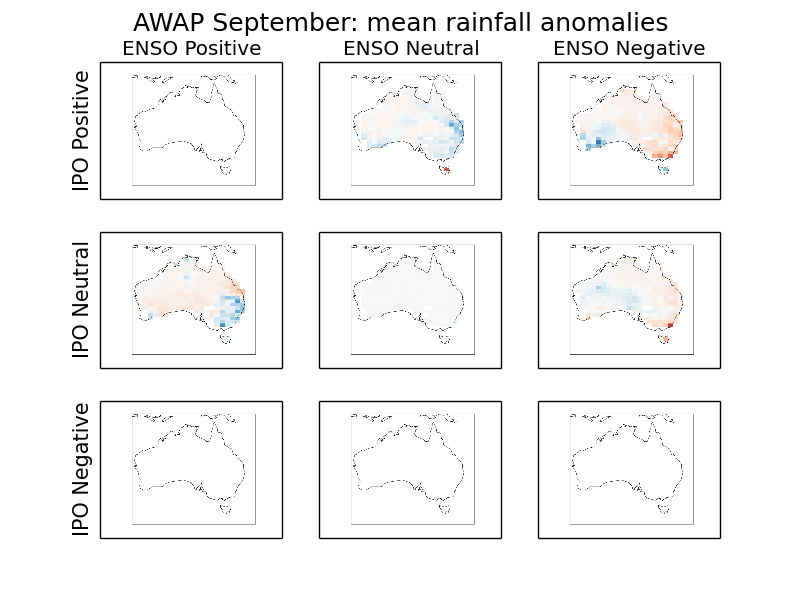 AWAP September: mean rainfall anomalies
ENSO Positive
ENSO Neutral
ENSO Negative
IPO Positive
IPO Neutral
IPO Negative